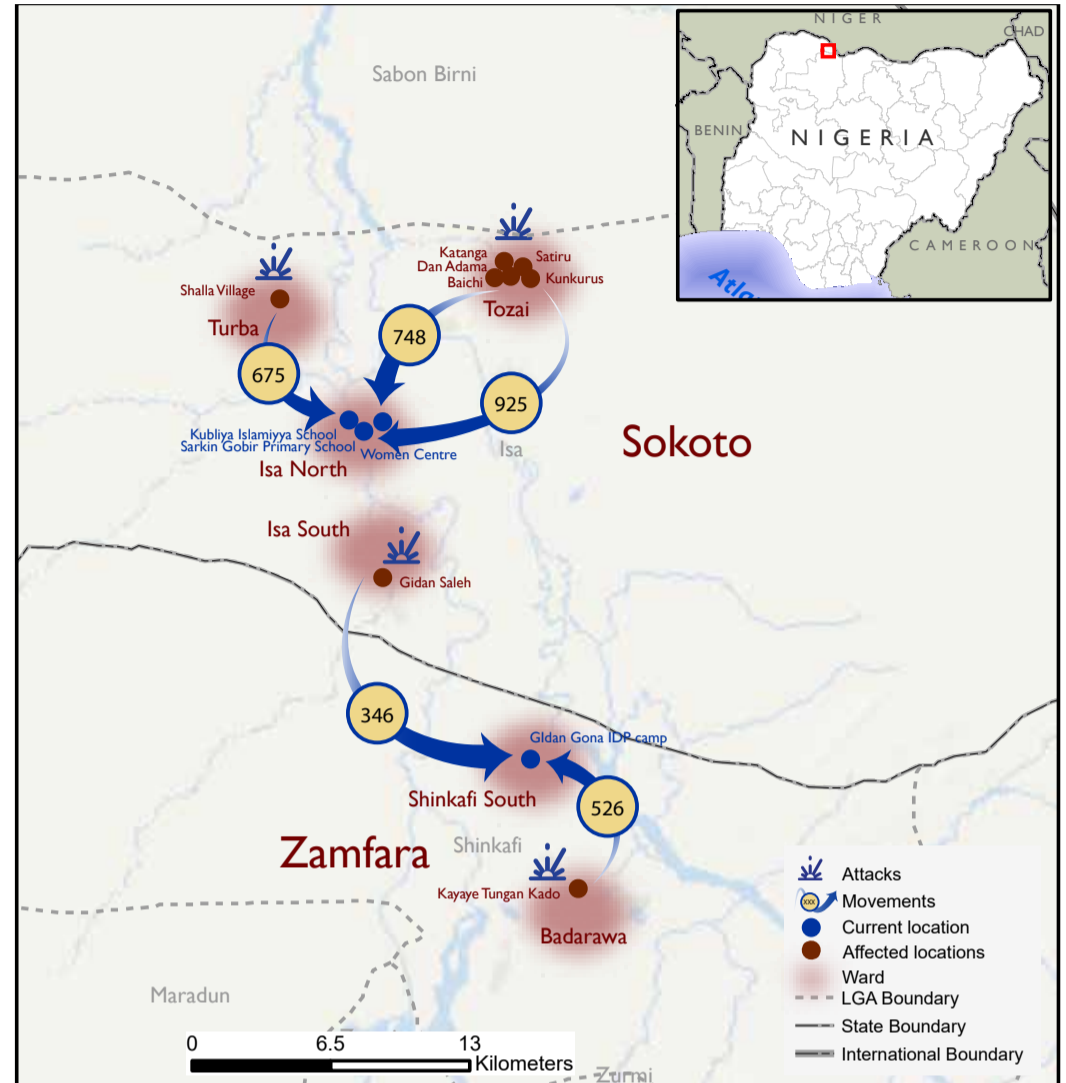 NIGER
CHAD
BENIN
NIGERIA
CAMEROON
Atla
Sabon Birni
Katanga
Satiru
Dan Adama
Baichi
Kunkurus
Tozai
Shalla Village
Turba
748
675
925
Kubliya Islamiyya School
Sarkin Gobir Primary School
Women Centre
Isa
Isa North
Sokoto
Isa South
Gidan Saleh
346
GIdan Gona IDP camp
Shinkafi South
526
Zamfara
Shinkafi
Kayaye Tungan Kado
Badarawa
Maradun
Zurmi
Attacks
XXX
Movements
Current location
Affected locations
Ward
LGA Boundary
State Boundary
International Boundary
0 6.5 13
Kilometers